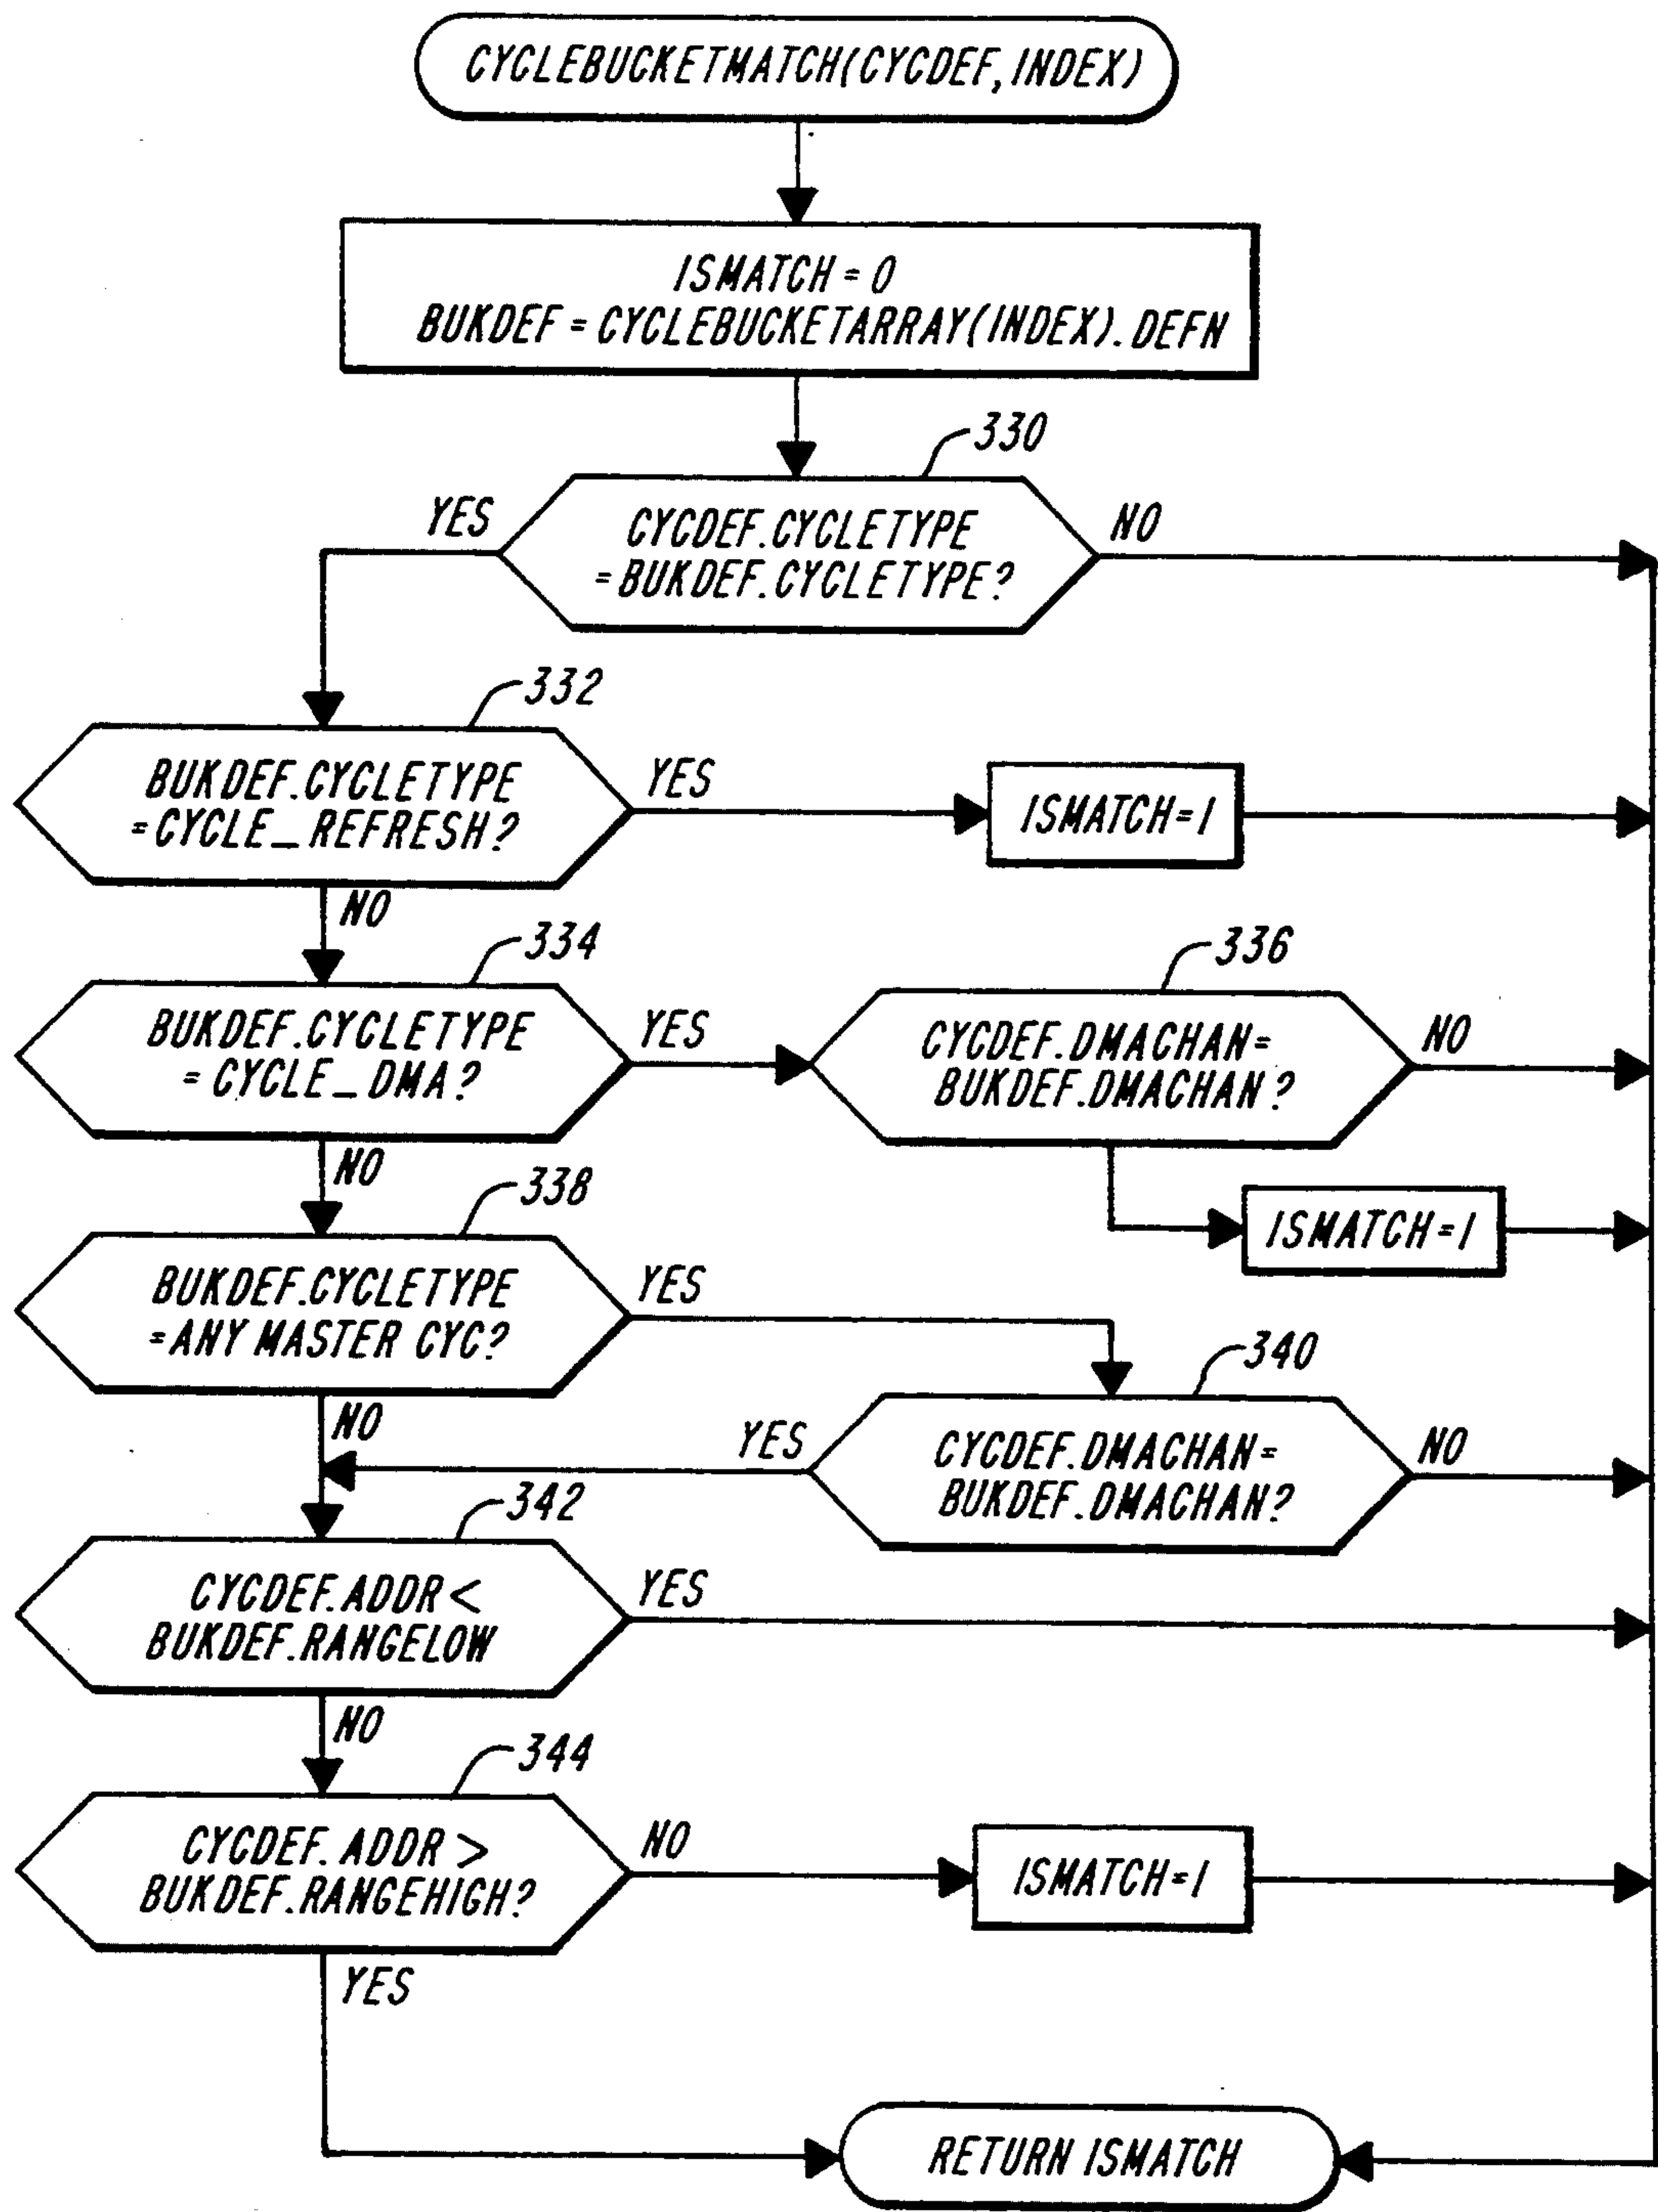 CYCLEBUCKETMATCH(CYCDEF,INDEX)
ISMATCH = 0
BUKDEF = CYCLEBUCKETARRAY(INDEX).DEFN
330
YES
CYCDEF.CYCLETYPE
=BUKDEF.CYCLETYPE?
NO
332
BUKDEF.CYCLETYPE
=CYCLE_REFRESH?
YES
ISMATCH=1
NO
334
BUKDEF.CYCLETYPE
=CYCLE_DMA?
YES
336
CYCDEF.DMACHAN=
BUKDEF.DMACHAN?
NO
NO
ISMATCH=1
338
BUKDEF.CYCLETYPE
=ANY MASTER CYC?
YES
340
NO
YES
CYCDEF.DMACHAN=
BUKDEF.DMACHAN?
NO
342
CYCDEF.ADDR<
BUKDEF.RANGELOW
YES
NO
344
CYCDEF.ADDR>
BUKDEF.RANGEHIGH?
NO
ISMATCH=1
YES
RETURN ISMATCH